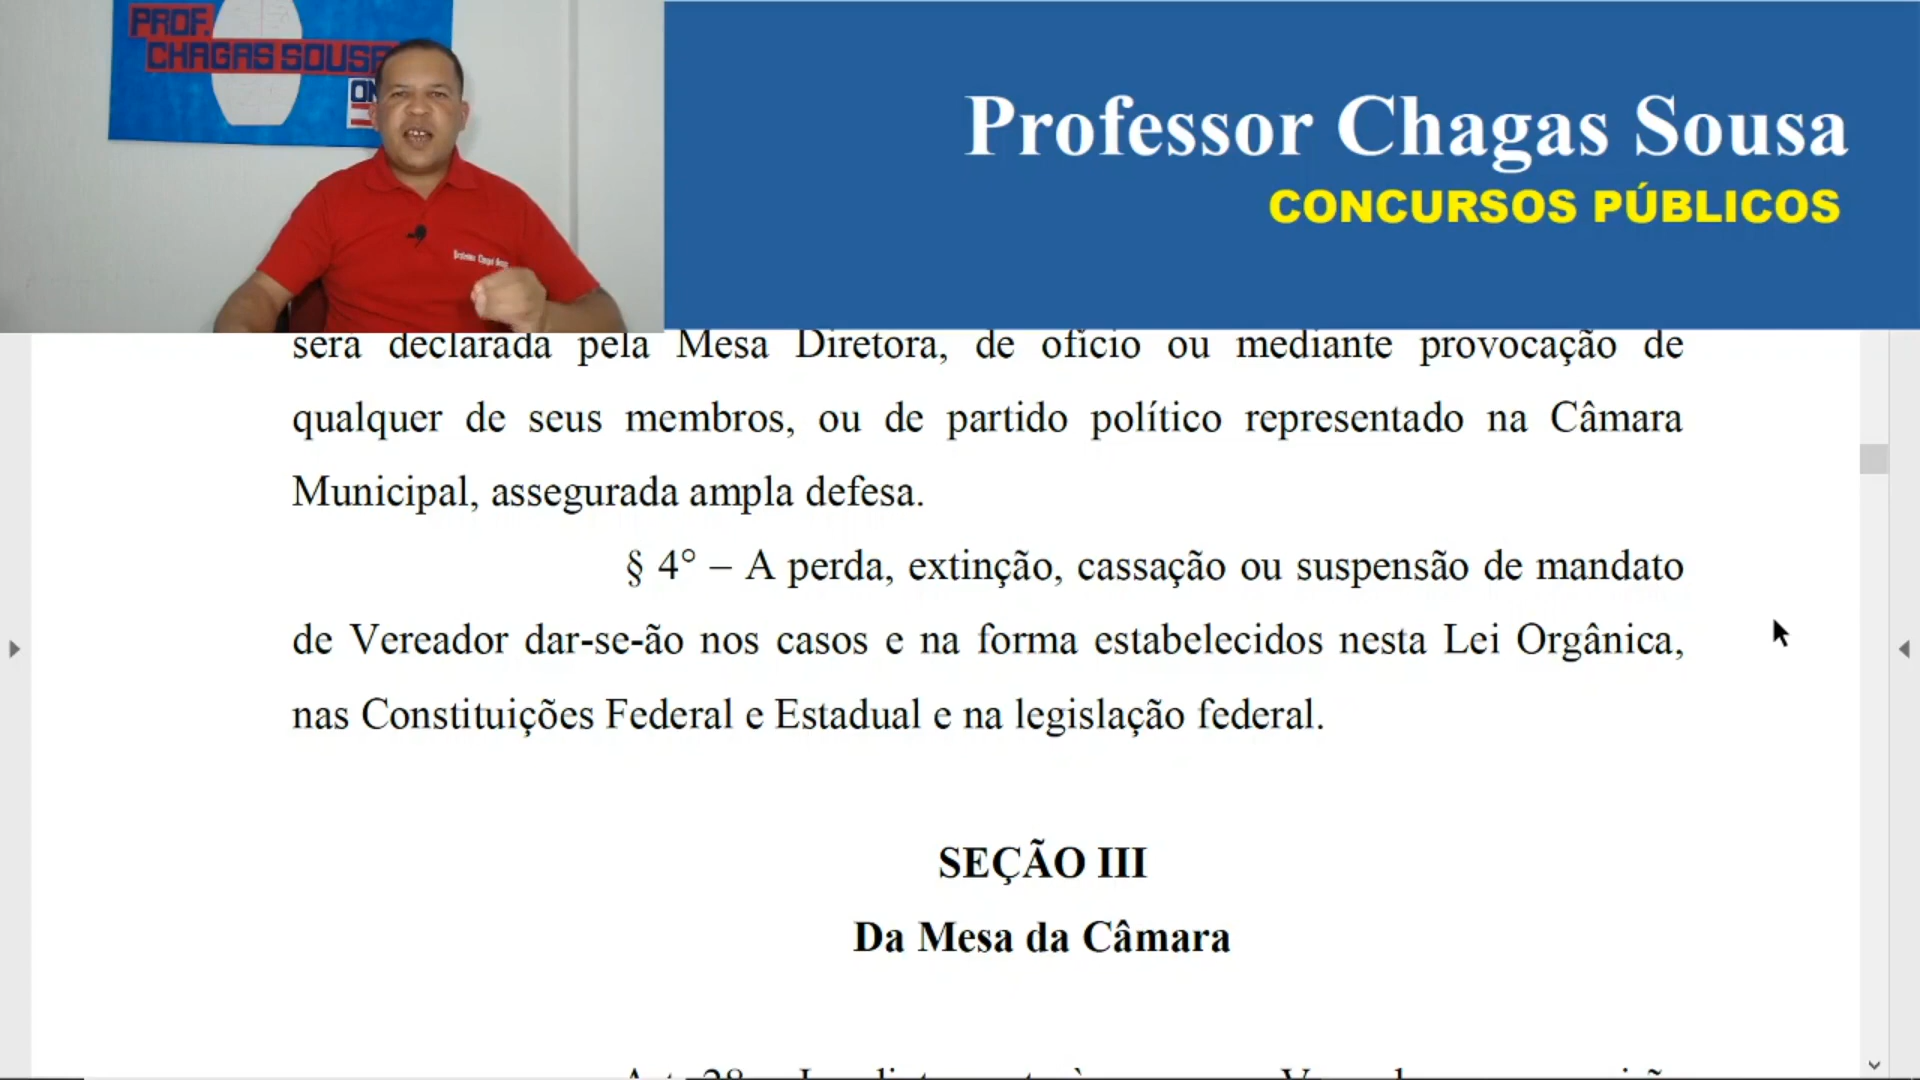 PROF.
CHAGAS SOUSA
ON
Professor Chagas Sousa
CONCURSOS PÚBLICOS
será declarada pela Mesa Diretora, de ofício ou mediante provocação de
qualquer de seus membros, ou de partido político representado na Câmara
Municipal, assegurada ampla defesa.
§ 4° – A perda, extinção, cassação ou suspensão de mandato
de Vereador dar-se-ão nos casos e na forma estabelecidos nesta Lei Orgânica,
nas Constituições Federal e Estadual e na legislação federal.
SEÇÃO III
Da Mesa da Câmara